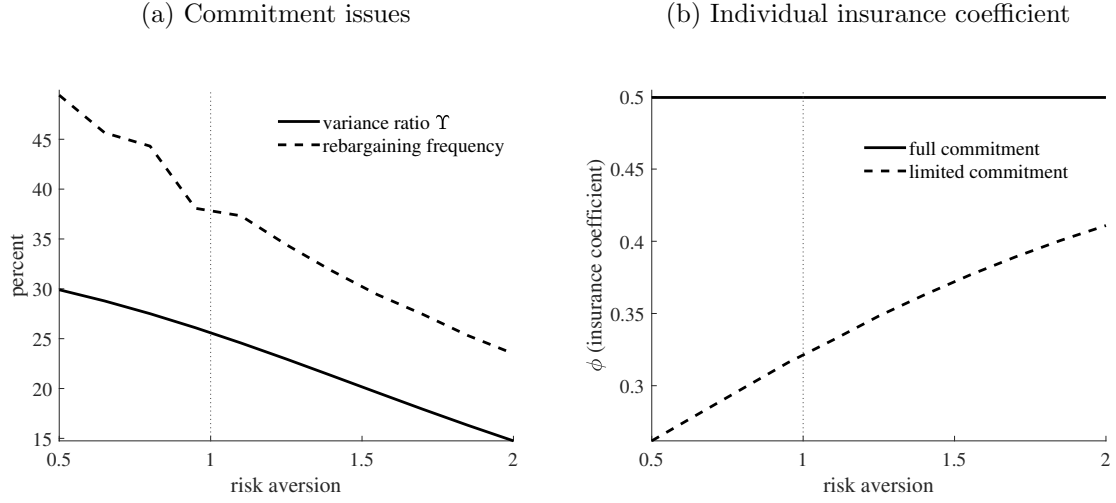 (a) Commitment issues
percent
45
40
35
30
25
20
15
variance ratio ϒ
rebargaining frequency
0.5 1 1.5 2
risk aversion
(b) Individual insurance coefficient
ϕ (insurance coefficient)
0.5
0.45
0.4
0.35
0.3
full commitment
limited commitment
0.5 1 1.5 2
risk aversion